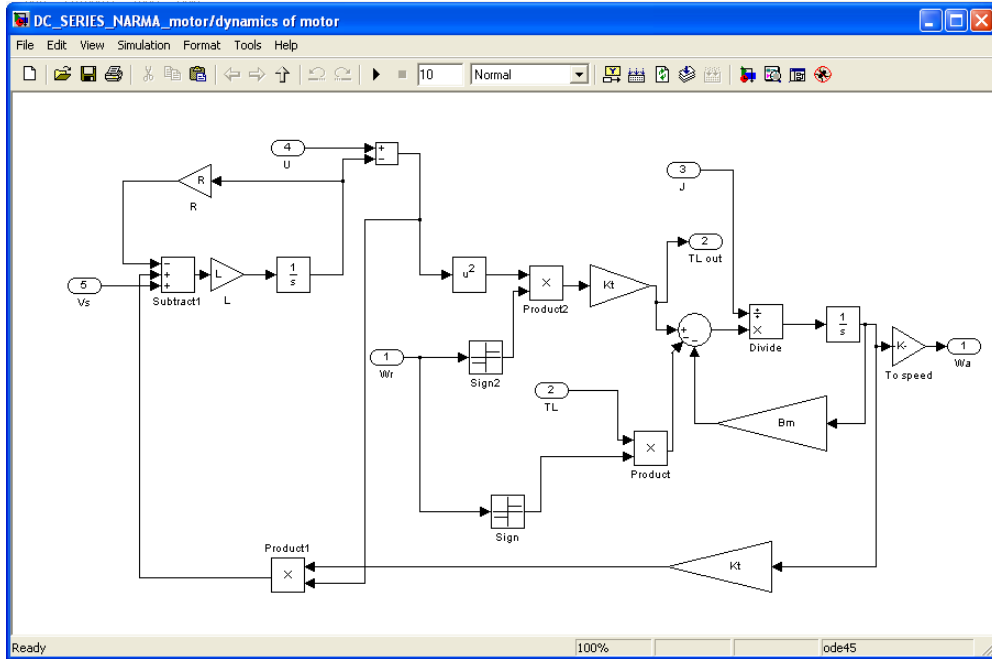 DC_SERIES_NARMA_motor/dynamics of motor
File Edit View Simulation Format Tools Help
10 Normal
4
U
R
R
3
J
2
TL out
5
Vs
-
+
+
Subtract1
L
L
1
s
+
-
u²
×
Product2
Kt
1
Wr
Sign2
2
TL
×
Product
Sign
+
-
-
÷
×
Divide
1
s
K-
To speed
1
Wa
Bm
Product1
×
Kt
Ready 100% ode45